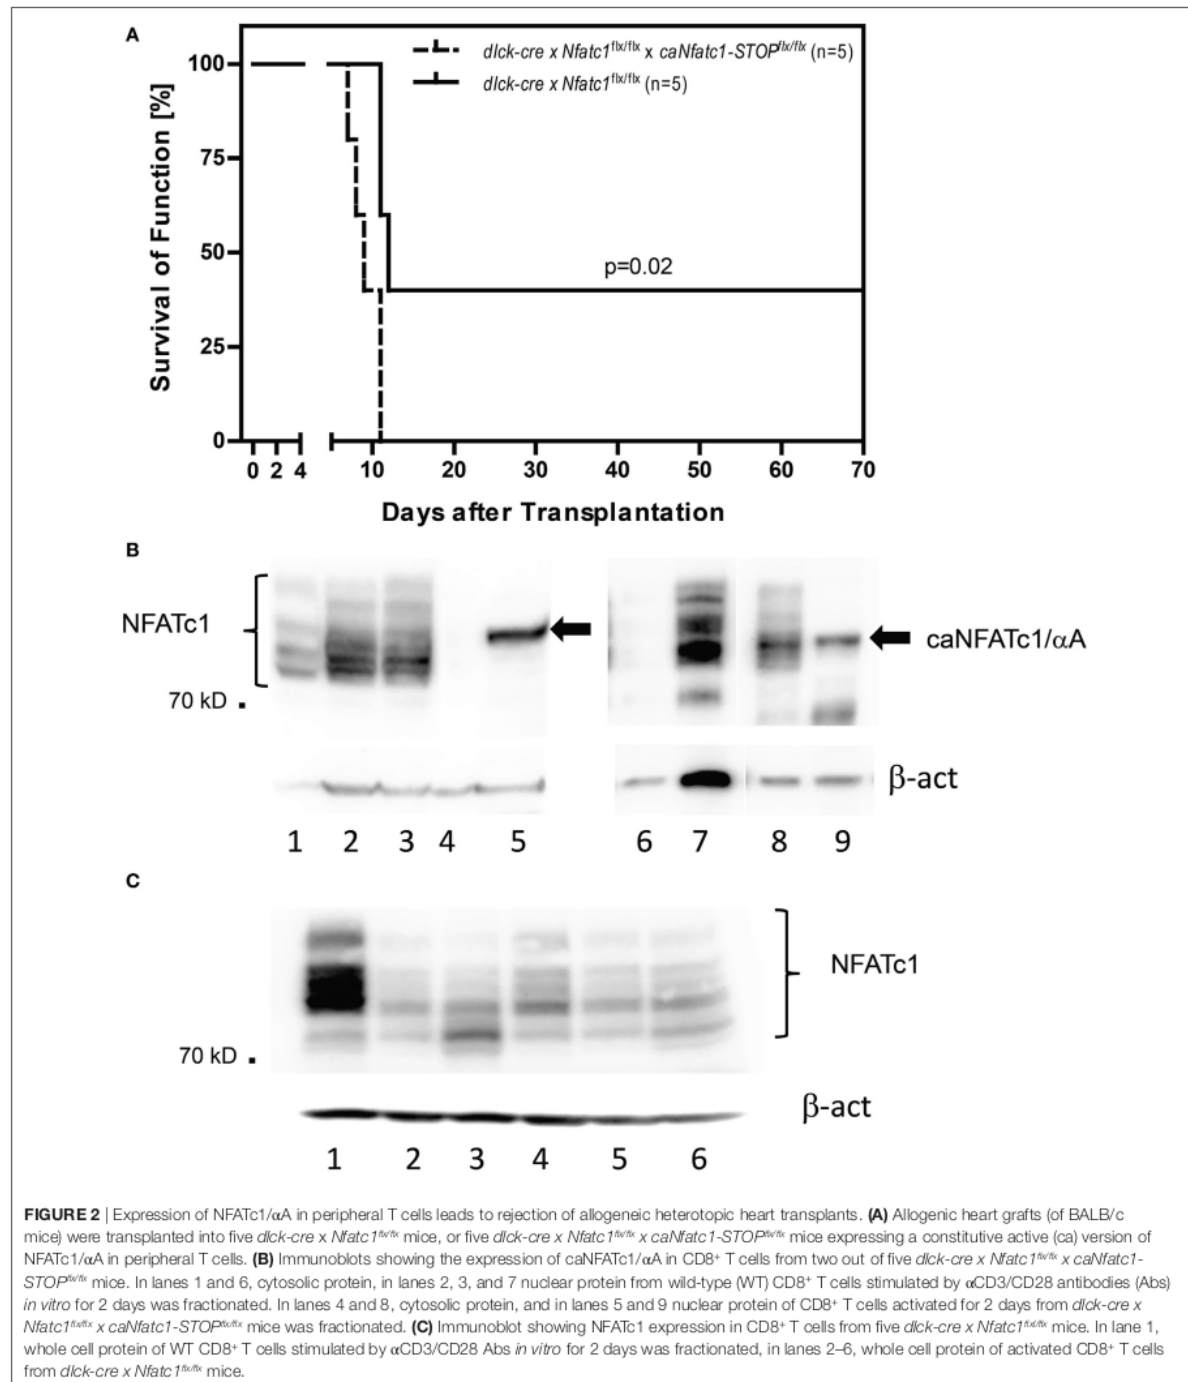 A
dlck-cre x Nfatc1flx/flx x caNfatc1-STOPflx/flx (n=5)
dlck-cre x Nfatc1flx/flx (n=5)
Survival of Function [%]
100
75
50
25
0
p=0.02
0 2 4 10 20 30 40 50 60 70
Days after Transplantation
B
NFATc1
70 kD
caNFATc1/αA
β-act
1 2 3 4 5 6 7 8 9
C
NFATc1
70 kD
β-act
1 2 3 4 5 6
FIGURE 2 | Expression of NFATc1/αA in peripheral T cells leads to rejection of allogeneic heterotopic heart transplants. (A) Allogenic heart grafts (of BALB/c
mice) were transplanted into five dlck-cre x Nfatc1flx/flx mice, or five dlck-cre x Nfatc1flx/flx x caNfatc1-STOPflx/flx mice expressing a constitutive active (ca) version of
NFATc1/αA in peripheral T cells. (B) Immunoblots showing the expression of caNFATc1/αA in CD8+ T cells from two out of five dlck-cre x Nfatc1flx/flx x caNfatc1-
STOPflx/flx mice. In lanes 1 and 6, cytosolic protein, in lanes 2, 3, and 7 nuclear protein from wild-type (WT) CD8+ T cells stimulated by αCD3/CD28 antibodies (Abs)
in vitro for 2 days was fractionated. In lanes 4 and 8, cytosolic protein, and in lanes 5 and 9 nuclear protein of CD8+ T cells activated for 2 days from dlck-cre x
Nfatc1flx/flx x caNfatc1-STOPflx/flx mice was fractionated. (C) Immunoblot showing NFATc1 expression in CD8+ T cells from five dlck-cre x Nfatc1flx/flx mice. In lane 1,
whole cell protein of WT CD8+ T cells stimulated by αCD3/CD28 Abs in vitro for 2 days was fractionated, in lanes 2–6, whole cell protein of activated CD8+ T cells
from dlck-cre x Nfatc1flx/flx mice.